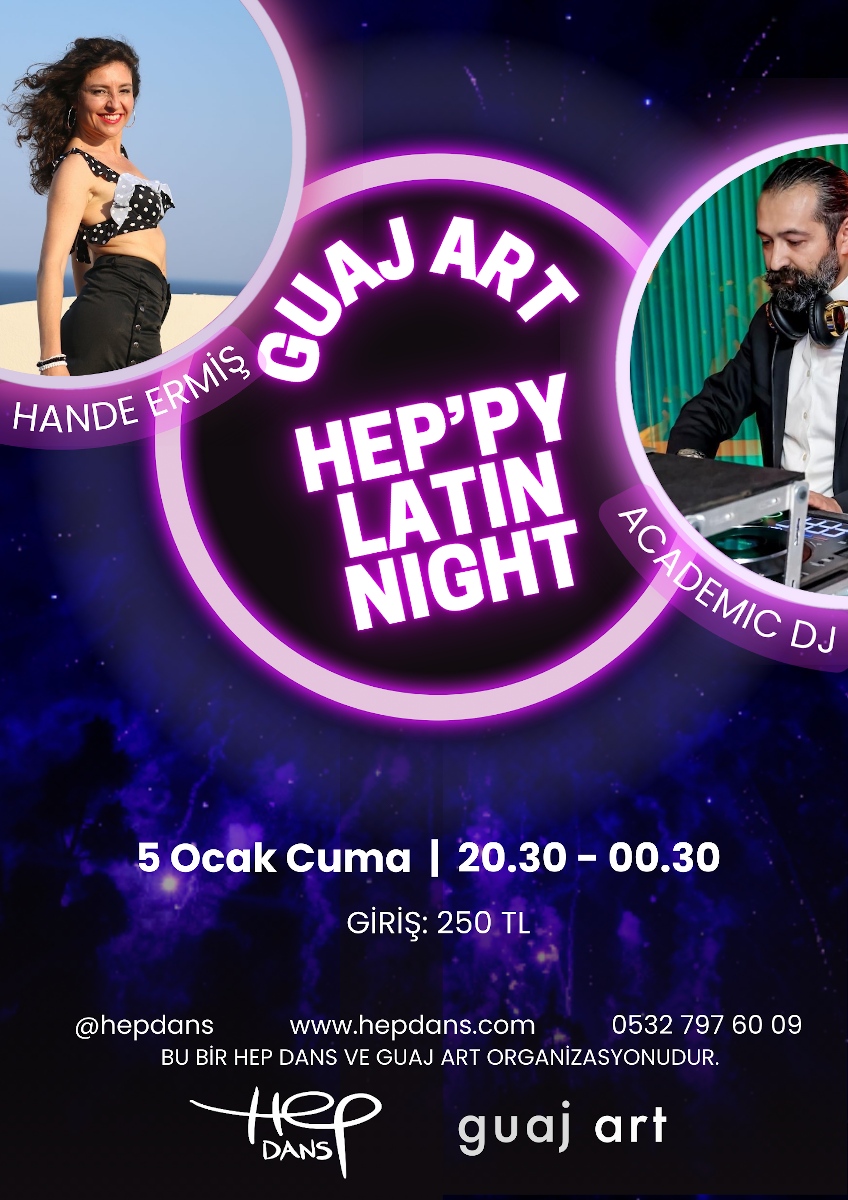 GUAJ ART
HEP'PY
LATIN
NIGHT
HANDE ERMİŞ
ACADEMIC DJ
5 Ocak Cuma | 20.30 - 00.30
GİRİŞ: 250 TL
@hepdans www.hepdans.com 0532 797 60 09
BU BİR HEP DANS VE GUAJ ART ORGANİZASYONUDUR.
HEP
DANS
guaj art